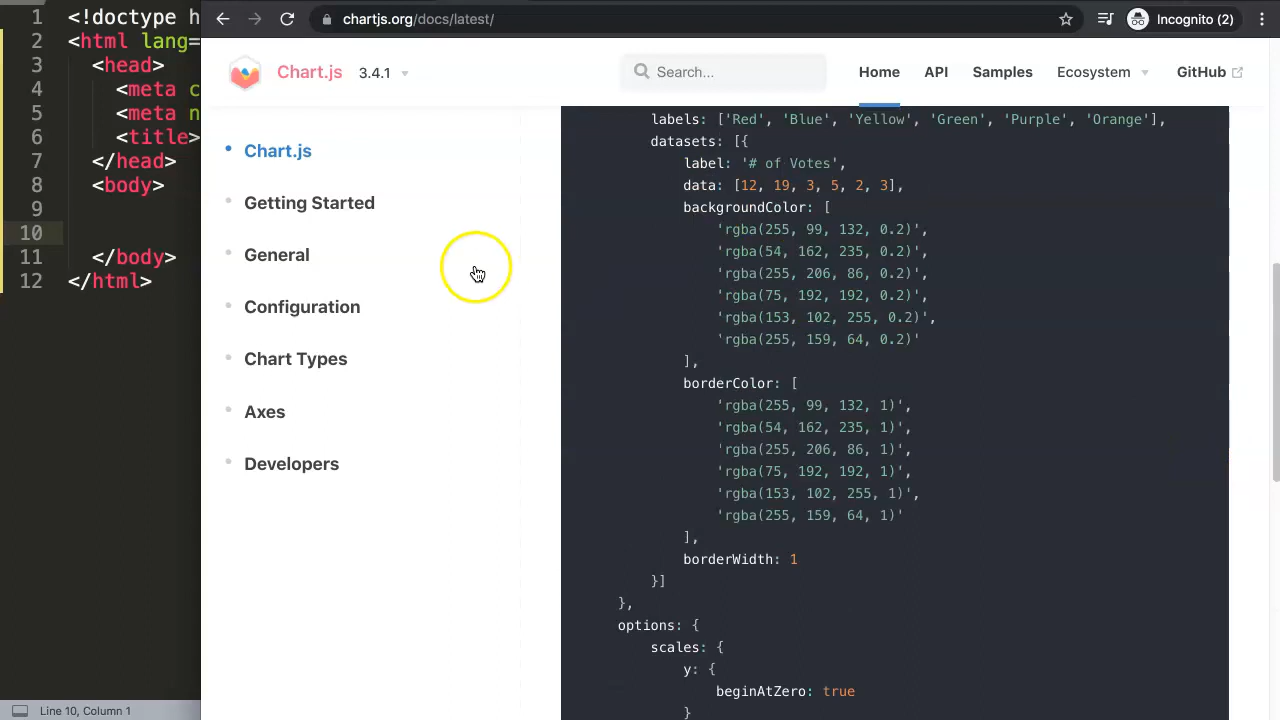 1 <!doctype h
2 <html lang=
3 <head>
4 <meta c
5 <meta n
6 <title>
7 </head>
8 <body>
9
10
11 </body>
12 </html>
Line 10, Column 1
chartjs.org/docs/latest/
Incognito (2)
Chart.js 3.4.1
Search...
Home API Samples Ecosystem GitHub
Chart.js
Getting Started
General
Configuration
Chart Types
Axes
Developers
labels: ['Red', 'Blue', 'Yellow', 'Green', 'Purple', 'Orange'],
datasets: [{
label: '# of Votes',
data: [12, 19, 3, 5, 2, 3],
backgroundColor: [
'rgba(255, 99, 132, 0.2)',
'rgba(54, 162, 235, 0.2)',
'rgba(255, 206, 86, 0.2)',
'rgba(75, 192, 192, 0.2)',
'rgba(153, 102, 255, 0.2)',
'rgba(255, 159, 64, 0.2)'
],
borderColor: [
'rgba(255, 99, 132, 1)',
'rgba(54, 162, 235, 1)',
'rgba(255, 206, 86, 1)',
'rgba(75, 192, 192, 1)',
'rgba(153, 102, 255, 1)',
'rgba(255, 159, 64, 1)'
],
borderWidth: 1
}]
},
options: {
scales: {
y: {
beginAtZero: true
}